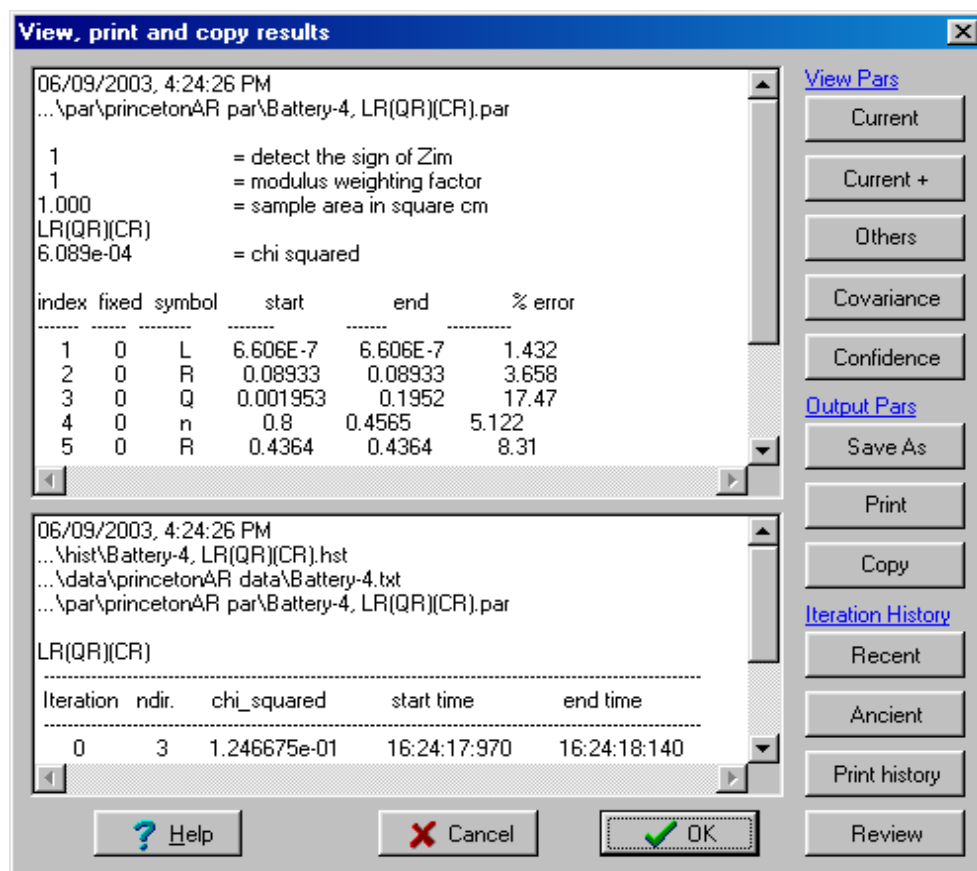 View, print and copy results
06/09/2003, 4:24:26 PM
...\par\princetonAR par\Battery-4, LR(QR)(CR).par
1 = detect the sign of Zim
1 = modulus weighting factor
1.000 = sample area in square cm
LR(QR)(CR)
6.089e-04 = chi squared
index fixed symbol start end % error
------- ------ --------- -------- ------- -----------
1 0 L 6.606E-7 6.606E-7 1.432
2 0 R 0.08933 0.08933 3.658
3 0 Q 0.001953 0.1952 17.47
4 0 n 0.8 0.4565 5.122
5 0 R 0.4364 0.4364 8.31
06/09/2003, 4:24:26 PM
...\hist\Battery-4, LR(QR)(CR).hst
...\data\princetonAR data\Battery-4.txt
...\par\princetonAR par\Battery-4, LR(QR)(CR).par
LR(QR)(CR)
Iteration ndir. chi_squared start time end time
0 3 1.246675e-01 16:24:17:970 16:24:18:140
View Pars
Current
Current +
Others
Covariance
Confidence
Output Pars
Save As
Print
Copy
Iteration History
Recent
Ancient
Print history
Review
Help
Cancel
OK